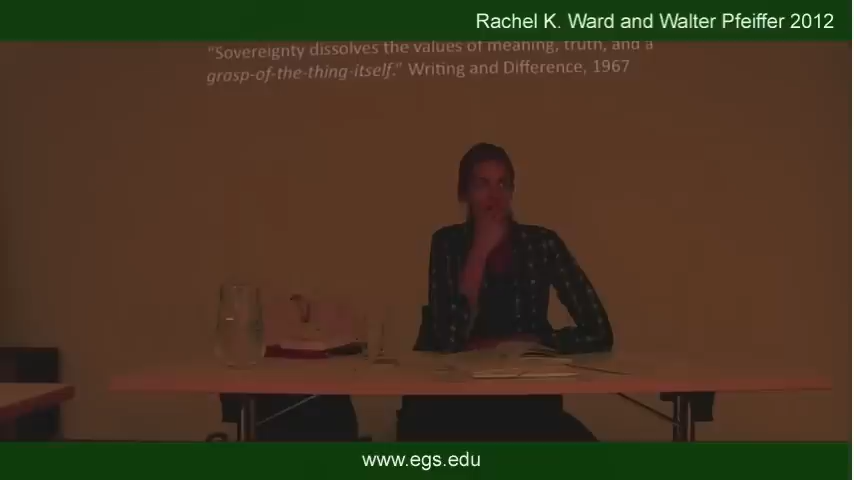 Rachel K. Ward and Walter Pfeiffer 2012
"Sovereignty dissolves the values of meaning, truth, and a
grasp-of-the-thing-itself." Writing and Difference, 1967
www.egs.edu